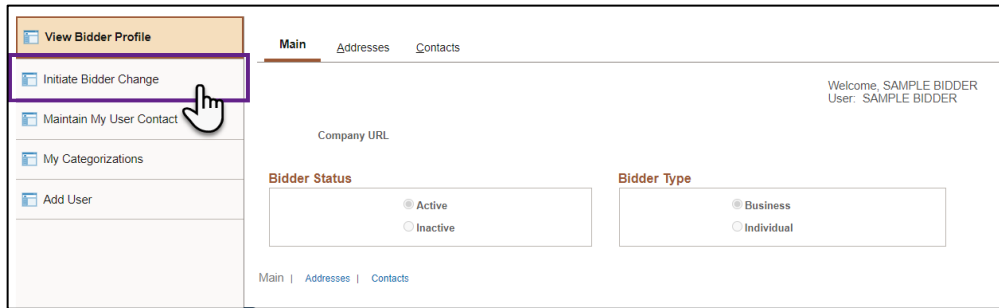 View Bidder Profile
Initiate Bidder Change
Maintain My User Contact
My Categorizations
Add User
Main Addresses Contacts
Welcome, SAMPLE BIDDER
User: SAMPLE BIDDER
Company URL
Bidder Status
Active
Inactive
Bidder Type
Business
Individual
Main | Addresses | Contacts